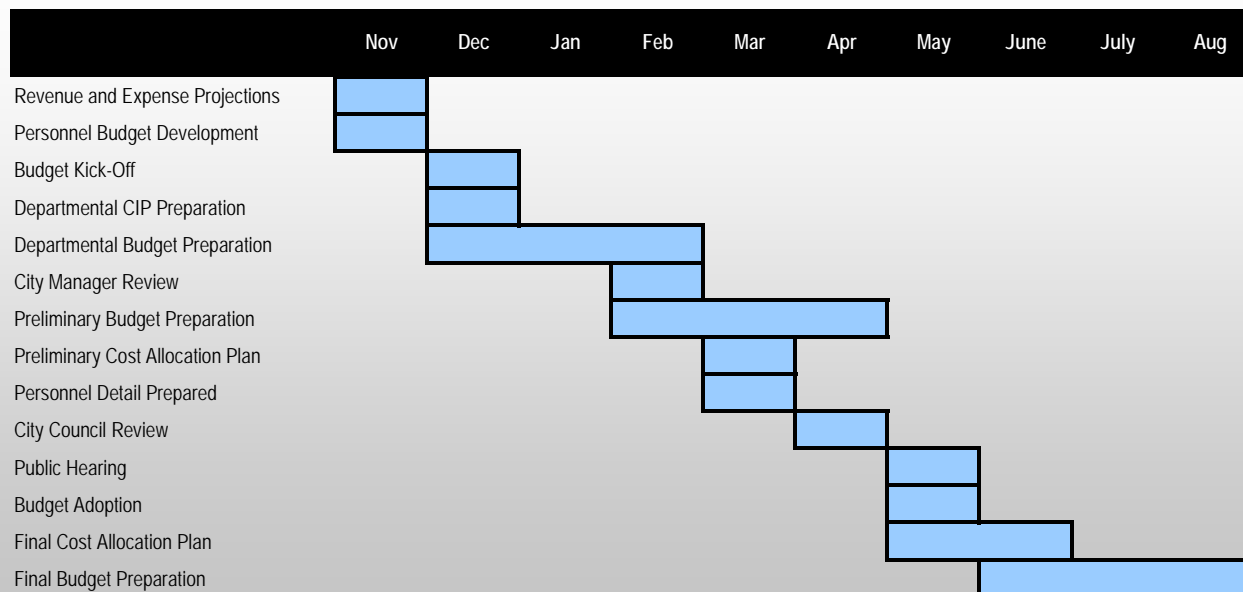 Nov Dec Jan Feb Mar Apr May June July Aug
Revenue and Expense Projections
Personnel Budget Development
Budget Kick-Off
Departmental CIP Preparation
Departmental Budget Preparation
City Manager Review
Preliminary Budget Preparation
Preliminary Cost Allocation Plan
Personnel Detail Prepared
City Council Review
Public Hearing
Budget Adoption
Final Cost Allocation Plan
Final Budget Preparation